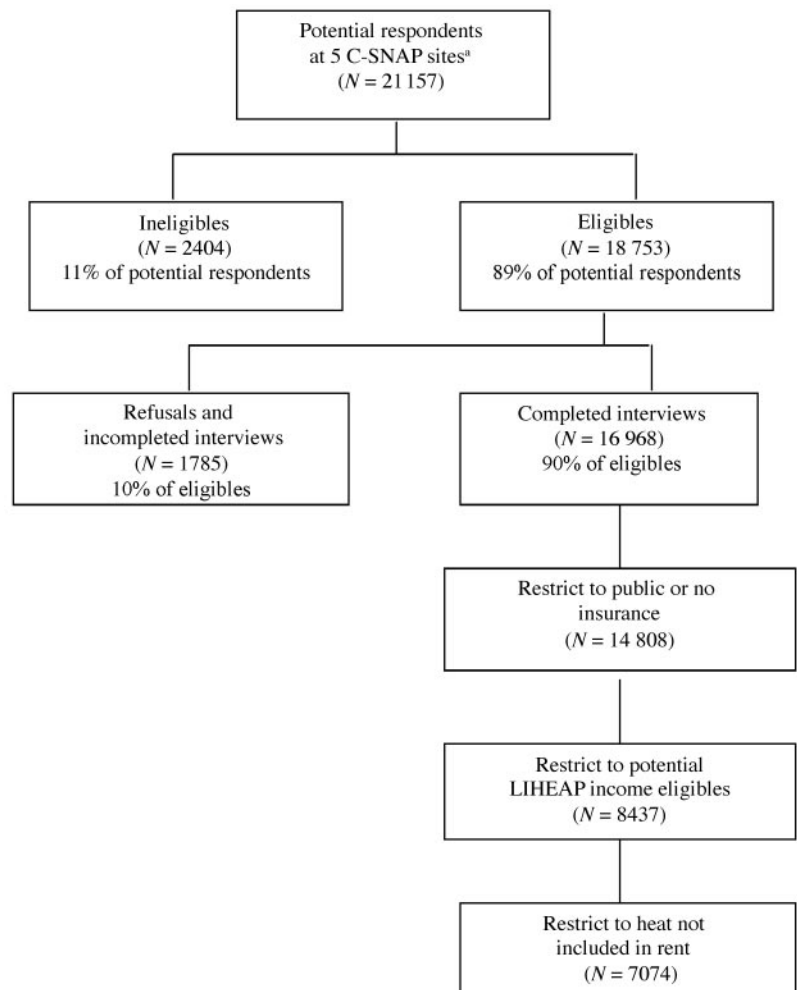 Potential respondents
at 5 C-SNAP sitesᵃ
(N = 21 157)
Ineligibles
(N = 2404)
11% of potential respondents
Eligibles
(N = 18 753)
89% of potential respondents
Refusals and
incompleted interviews
(N = 1785)
10% of eligibles
Completed interviews
(N = 16 968)
90% of eligibles
Restrict to public or no
insurance
(N = 14 808)
Restrict to potential
LIHEAP income eligibles
(N = 8437)
Restrict to heat not
included in rent
(N = 7074)